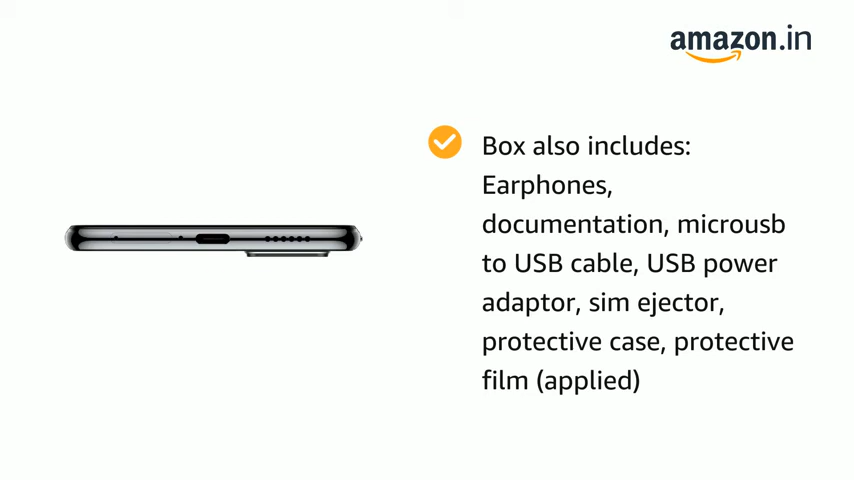 amazon.in
Box also includes:
Earphones,
documentation, microusb
to USB cable, USB power
adaptor, sim ejector,
protective case, protective
film (applied)